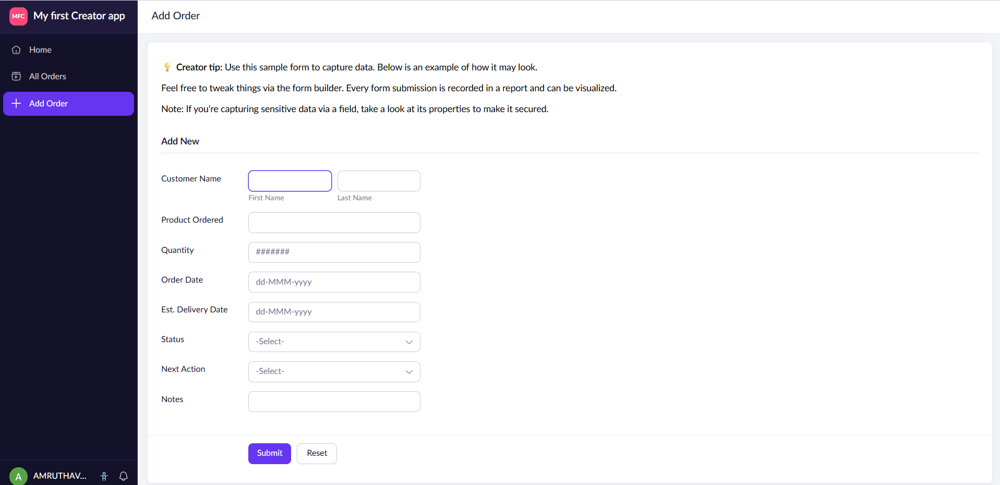 MFC My first Creator app
Add Order
Home
All Orders
Add Order
Creator tip: Use this sample form to capture data. Below is an example of how it may look.
Feel free to tweak things via the form builder. Every form submission is recorded in a report and can be visualized.
Note: If you're capturing sensitive data via a field, take a look at its properties to make it secured.
Add New
Customer Name
First Name Last Name
Product Ordered
Quantity #######
Order Date dd-MMM-yyyy
Est. Delivery Date dd-MMM-yyyy
Status -Select-
Next Action -Select-
Notes
Submit Reset
A AMRUTHAV...